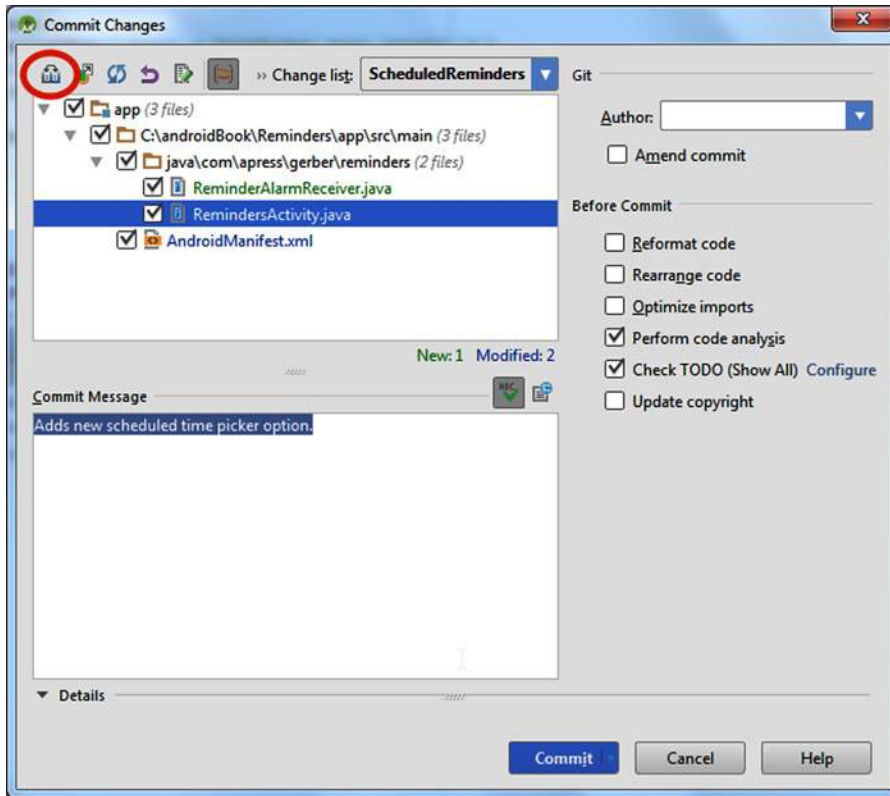 Commit Changes
» Change list: ScheduledReminders
app (3 files)
C:\androidBook\Reminders\app\src\main (3 files)
java\com\apress\gerber\reminders (2 files)
ReminderAlarmReceiver.java
RemindersActivity.java
AndroidManifest.xml
New: 1 Modified: 2
Commit Message
Adds new scheduled time picker option.
Details
Git
Author:
Amend commit
Before Commit
Reformat code
Rearrange code
Optimize imports
Perform code analysis
Check TODO (Show All) Configure
Update copyright
Commit
Cancel
Help